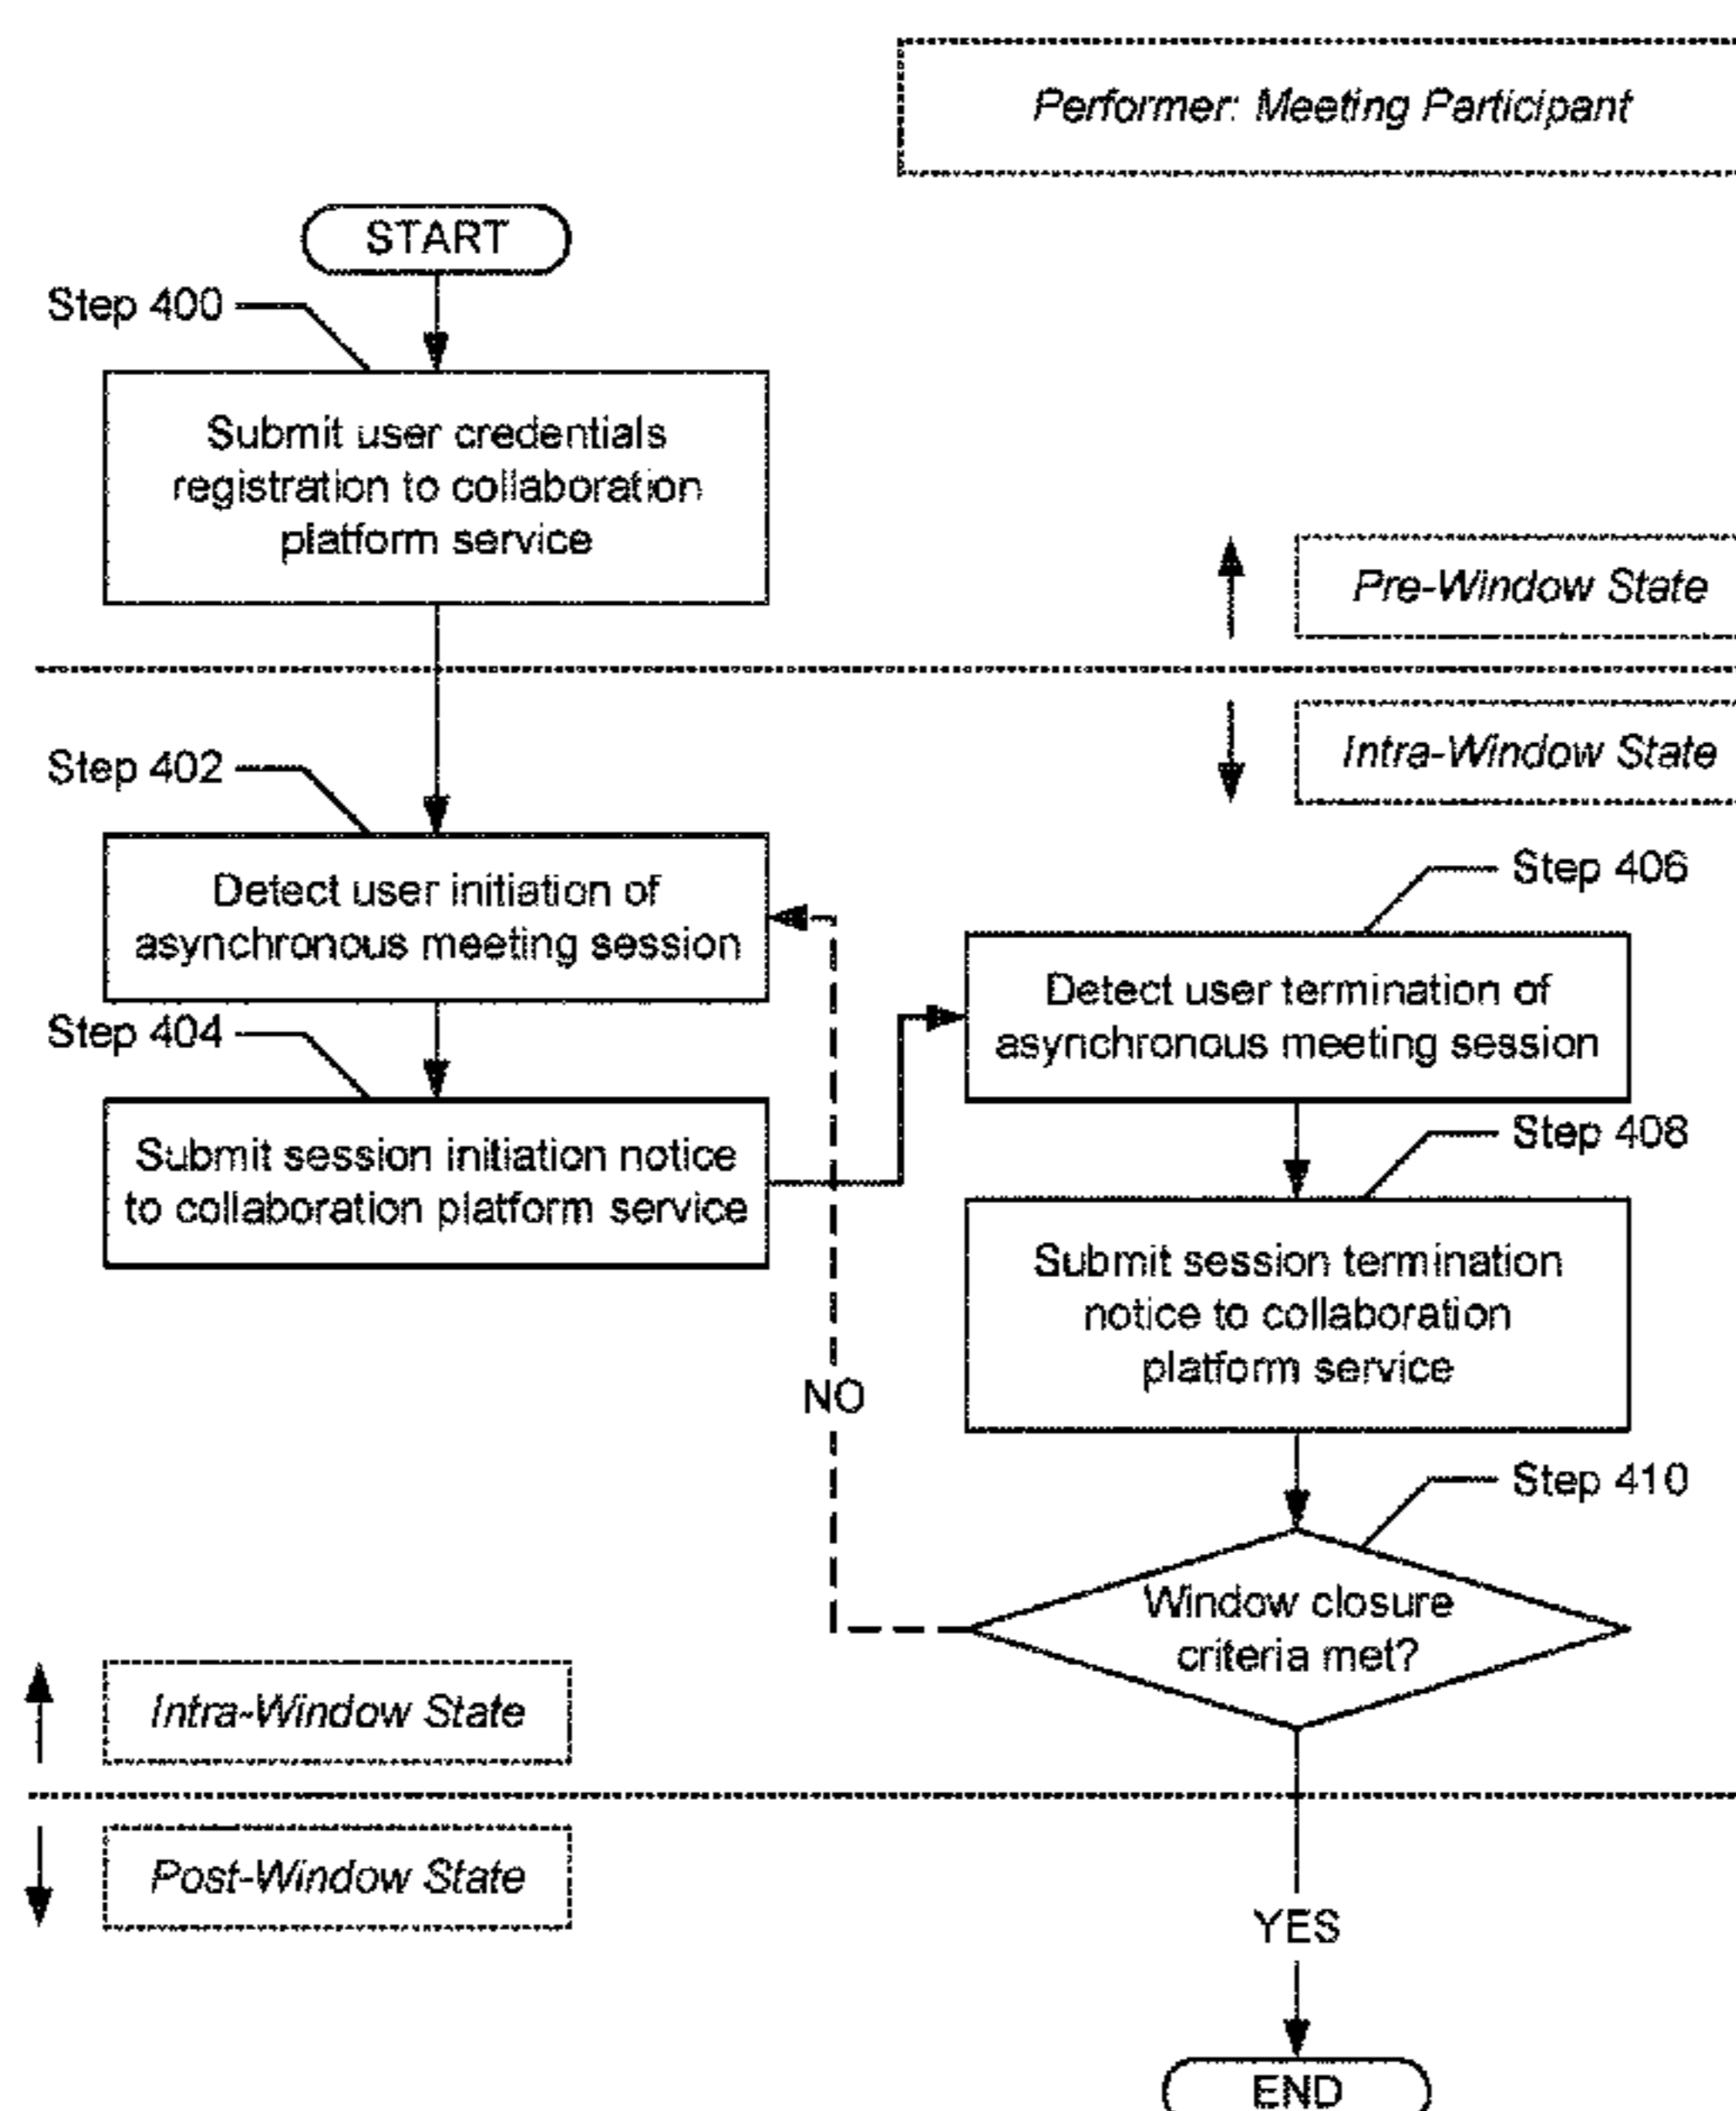 Performer: Meeting Participant
START
Step 400
Submit user credentials
registration to collaboration
platform service
Pre-Window State
Intra-Window State
Step 402
Detect user initiation of
asynchronous meeting session
Step 406
Detect user termination of
asynchronous meeting session
Step 404
Submit session initiation notice
to collaboration platform service
Step 408
Submit session termination
notice to collaboration
platform service
NO
Step 410
Window closure
criteria met?
Intra-Window State
Post-Window State
YES
END